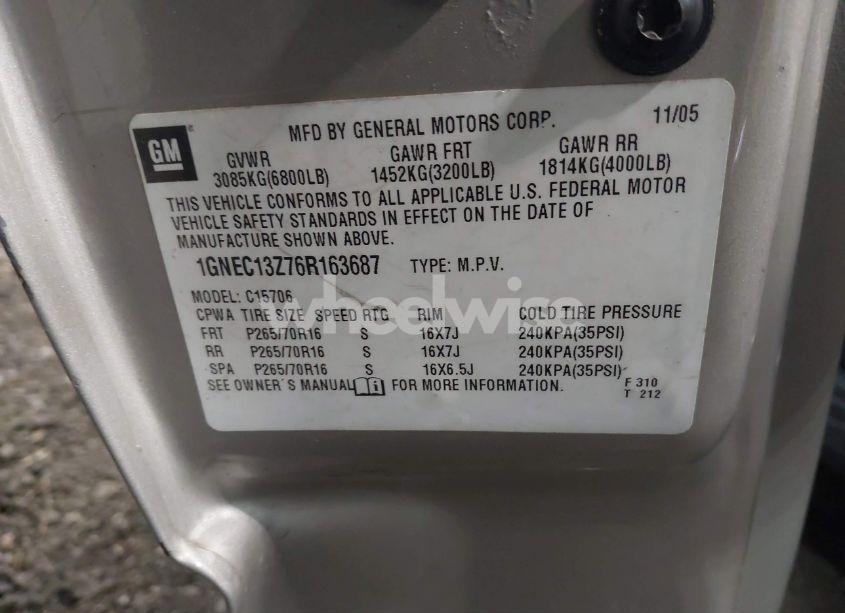 GM
MFD BY GENERAL MOTORS CORP. 11/05
GVWR GAWR FRT GAWR RR
3085KG(6800LB) 1452KG(3200LB) 1814KG(4000LB)
THIS VEHICLE CONFORMS TO ALL APPLICABLE U.S. FEDERAL MOTOR
VEHICLE SAFETY STANDARDS IN EFFECT ON THE DATE OF
MANUFACTURE SHOWN ABOVE.
1GNEC13Z76R163687 TYPE: M.P.V.
MODEL: C15706
wheelwise
CPWA TIRE SIZE SPEED RTG RIM COLD TIRE PRESSURE
FRT P265/70R16 S 16X7J 240KPA(35PSI)
RR P265/70R16 S 16X7J 240KPA(35PSI)
SPA P265/70R16 S 16X6.5J 240KPA(35PSI)
SEE OWNER'S MANUAL FOR MORE INFORMATION.
F 310
T 212